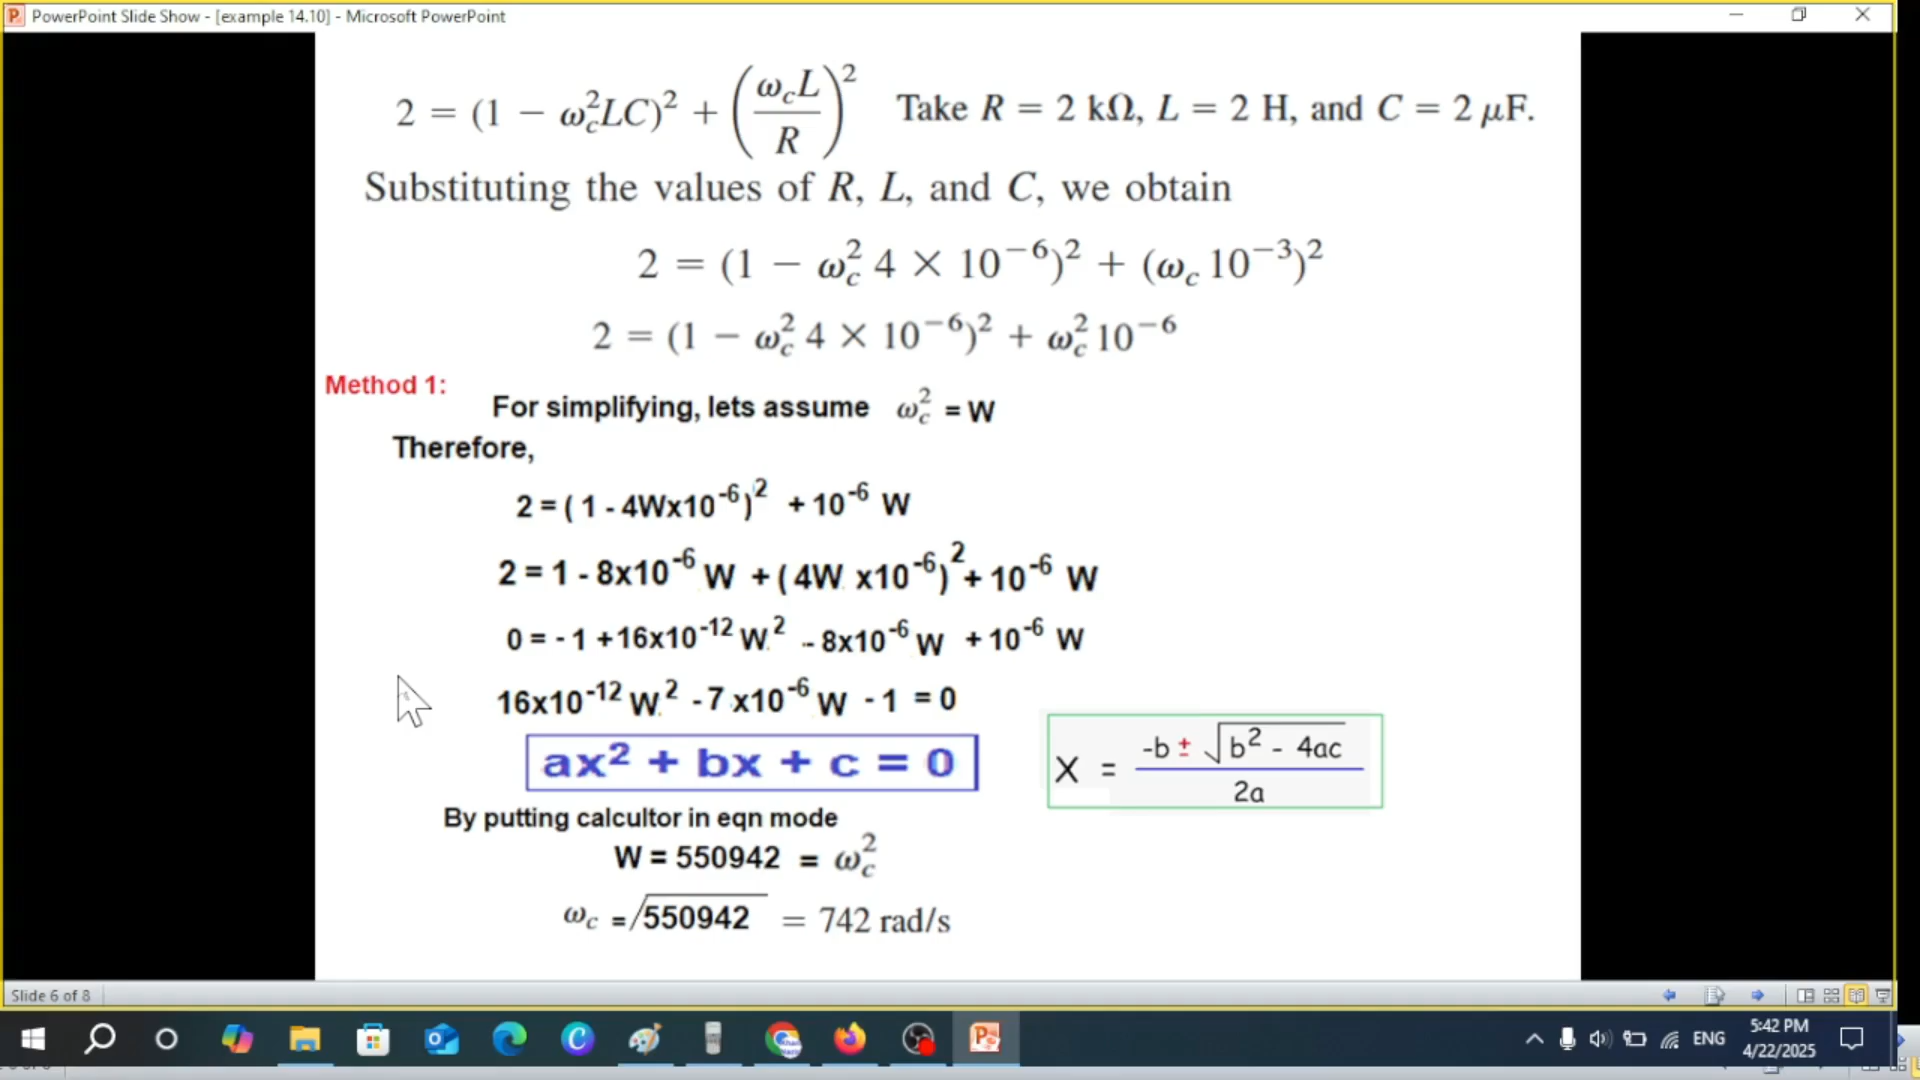 PowerPoint Slide Show - [example 14.10] - Microsoft PowerPoint
2 = (1 − ω_c²LC)² + (ω_cL/R)² Take R = 2 kΩ, L = 2 H, and C = 2 μF.
Substituting the values of R, L, and C, we obtain
2 = (1 − ω_c² 4 × 10⁻⁶)² + (ω_c 10⁻³)²
2 = (1 − ω_c² 4 × 10⁻⁶)² + ω_c² 10⁻⁶
Method 1:
For simplifying, lets assume ω_c² = W
Therefore,
2 = ( 1 - 4Wx10⁻⁶)² + 10⁻⁶ W
2 = 1 - 8x10⁻⁶ W + ( 4W x10⁻⁶)² + 10⁻⁶ W
0 = - 1 +16x10⁻¹² W² - 8x10⁻⁶ W + 10⁻⁶ W
16x10⁻¹² W² - 7 x10⁻⁶ W - 1 = 0
ax² + bx + c = 0
X = (-b ± √(b² - 4ac))/2a
By putting calcultor in eqn mode
W = 550942 = ω_c²
ω_c = √550942 = 742 rad/s
Slide 6 of 8
ENG
5:42 PM
4/22/2025